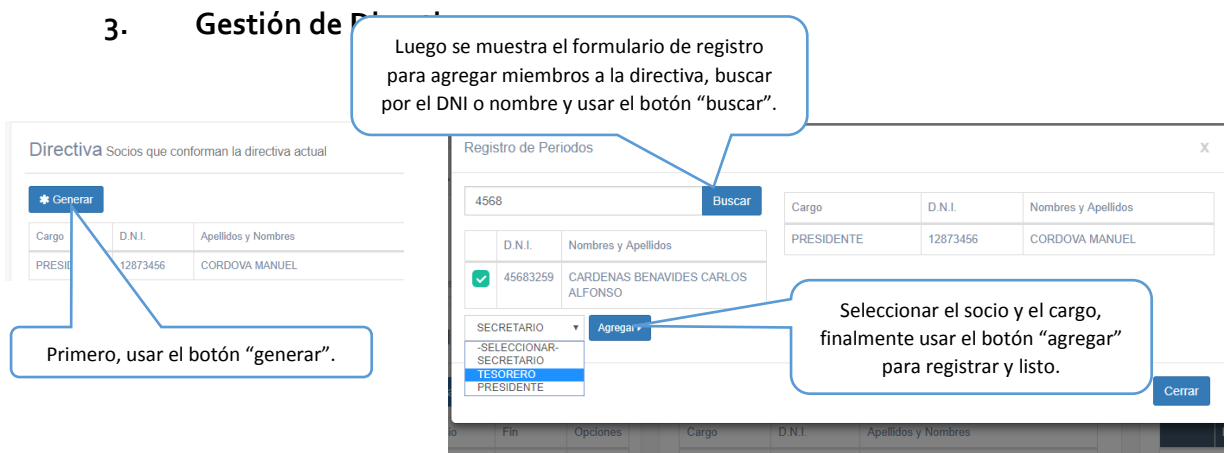 3. Gestión de
Luego se muestra el formulario de registro
para agregar miembros a la directiva, buscar
por el DNI o nombre y usar el botón “buscar”.
Directiva Socios que conforman la directiva actual
✱ Generar
Cargo D.N.I. Apellidos y Nombres
12873456 CORDOVA MANUEL
Primero, usar el botón “generar”.
Registro de Periodos X
4568 Buscar
D.N.I. Nombres y Apellidos
45683259 CARDENAS BENAVIDES CARLOS
ALFONSO
SECRETARIO Agregar
-SELECCIONAR-
SECRETARIO
TESORERO
PRESIDENTE
Cargo D.N.I. Nombres y Apellidos
PRESIDENTE 12873456 CORDOVA MANUEL
Seleccionar el socio y el cargo,
finalmente usar el botón “agregar”
para registrar y listo.
Cerrar
Fin Opciones Cargo D.N.I. Apellidos y Nombres